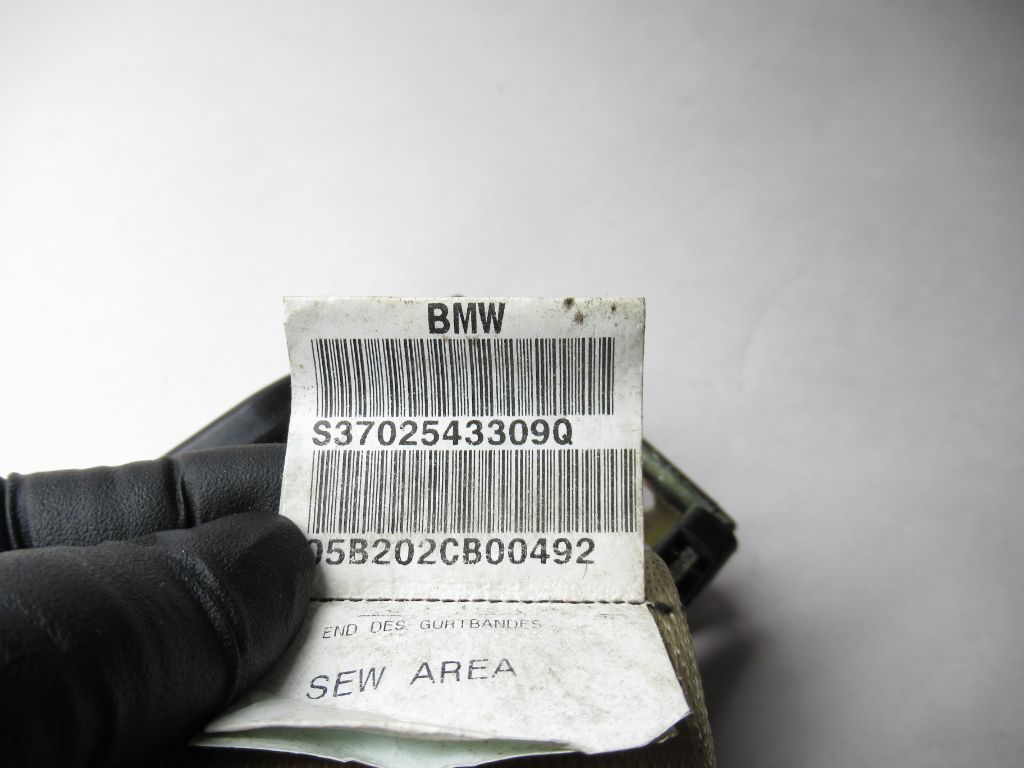 BMW
S3702543309Q
05B202CB00492
END DES GURTBANDES
SEW AREA